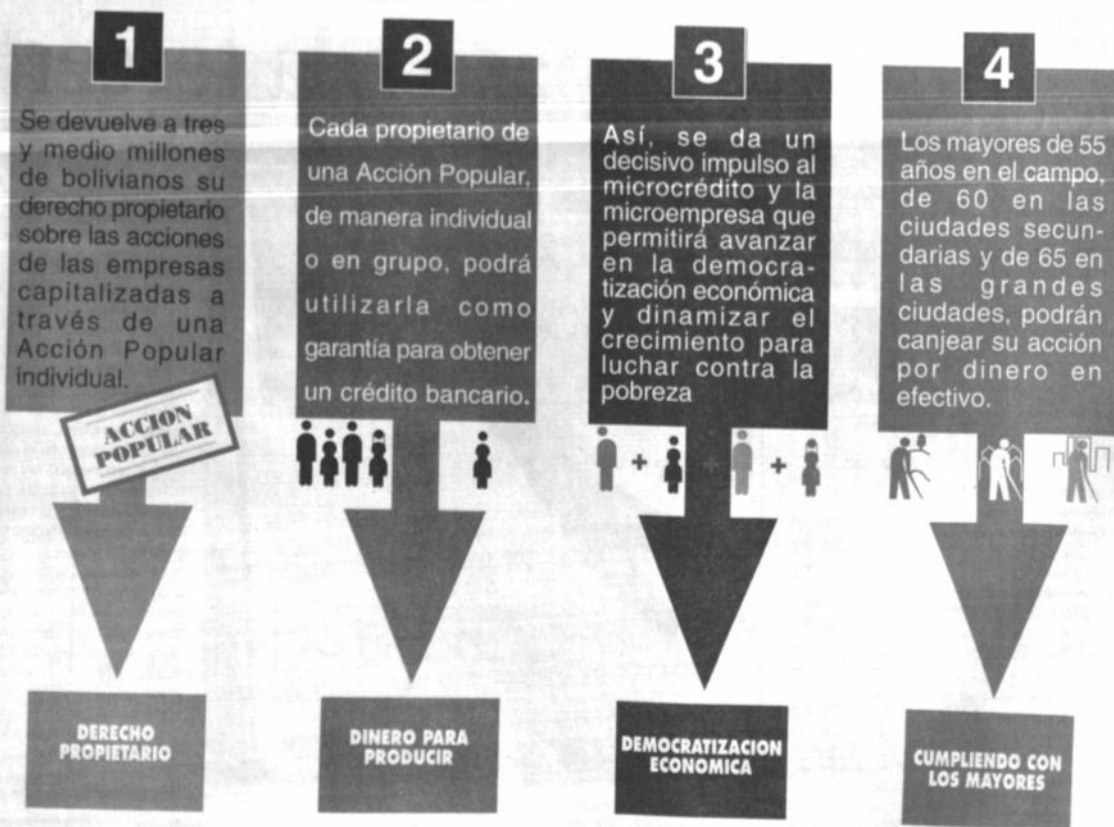 1
Se devuelve a tres
y medio millones
de bolivianos su
derecho propietario
sobre las acciones
de las empresas
capitalizadas a
través de una
Acción Popular
individual.
ACCION
POPULAR
DERECHO
PROPIETARIO
2
Cada propietario de
una Acción Popular,
de manera individual
o en grupo, podrá
utilizarla como
garantía para obtener
un crédito bancario.
DINERO PARA
PRODUCIR
3
Así, se da un
decisivo impulso al
microcrédito y la
microempresa que
permitirá avanzar
en la democra-
tización económica
y dinamizar el
crecimiento para
luchar contra la
pobreza
DEMOCRATIZACION
ECONOMICA
4
Los mayores de 55
años en el campo,
de 60 en las
ciudades secun-
darias y de 65 en
las grandes
ciudades, podrán
canjear su acción
por dinero en
efectivo.
CUMPLIENDO CON
LOS MAYORES